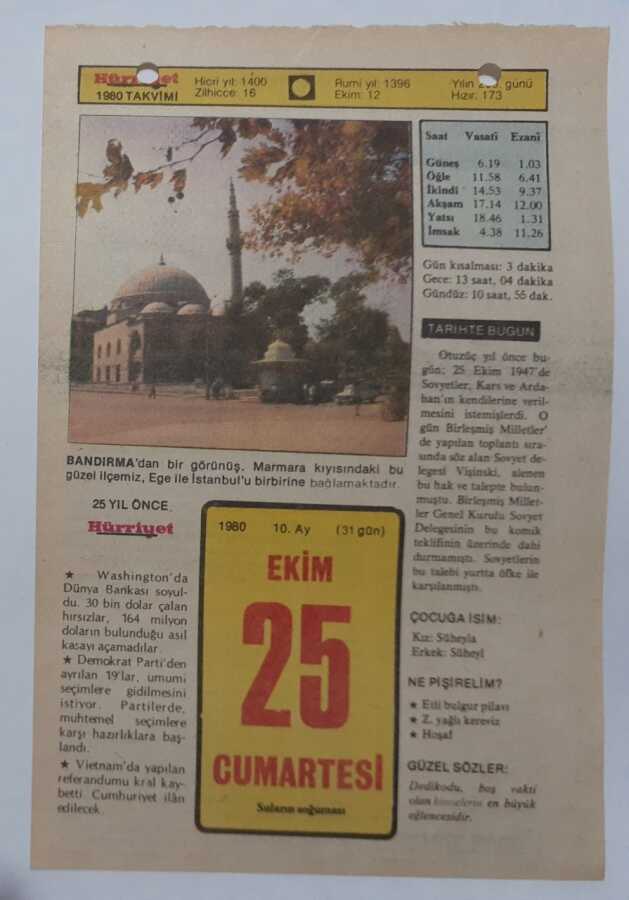 Hürriyet
1980 TAKVİMİ
Hicri yıl: 1400
Zilhicce: 16
Rumi yıl: 1396
Ekim: 12
Yılın günü
Hızır: 173
Saat Vasatî Ezanî
Güneş 6.19 1.03
Öğle 11.58 6.41
İkindi 14.53 9.37
Akşam 17.14 12.00
Yatsı 18.46 1.31
İmsak 4.38 11.26
Gün kısalması: 3 dakika
Gece: 13 saat, 04 dakika
Gündüz: 10 saat, 55 dak.
TARİHTE BUGÜN
Otuzüç yıl önce bu-
gün; 25 Ekim 1947'de
Sovyetler, Kars ve Arda-
han'ın kendilerine veril-
mesini istemişlerdi. O
gün Birleşmiş Milletler'
de yapılan toplantı sıra-
sında söz alan Sovyet de-
legesi Vişinski, alenen
bu hak ve talepte bulun-
muştu. Birleşmiş Millet-
ler Genel Kurulu Sovyet
Delegesinin bu komik
teklifinin üzerinde dahi
durmamıştı. Sovyetlerin
bu talebi yurtta öfke ile
karşılanmıştı.
BANDIRMA'dan bir görünüş. Marmara kıyısındaki bu
güzel ilçemiz, Ege ile İstanbul'u birbirine bağlamaktadır.
25 YIL ÖNCE
Hürriyet
★ Washington'da
Dünya Bankası soyul-
du. 30 bin dolar çalan
hırsızlar, 164 milyon
doların bulunduğu asıl
kasayı açamadılar.
★ Demokrat Parti'den
ayrılan 19'lar, umumi
seçimlere gidilmesini
istiyor. Partilerde,
muhtemel seçimlere
karşı hazırlıklara baş-
landı.
★ Vietnam'da yapılan
referandumu kral kay-
betti Cumhuriyet ilân
edilecek
1980 10. Ay (31 gün)
EKİM
25
CUMARTESİ
Suların soğuması
ÇOCUĞA İSİM:
Kız: Süheyla
Erkek: Süheyl
NE PİŞİRELİM?
★ Etli bulgur pilavı
★ Z. yağlı kereviz
★ Hoşaf
GÜZEL SÖZLER:
Dedikodu, boş vakti
olan kimselerin en büyük
eğlencesidir.